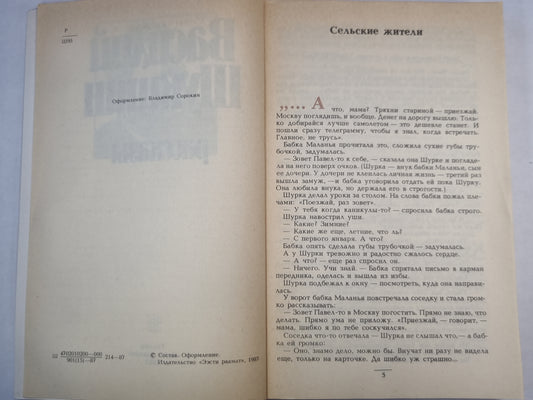 Р
Ш93
Оформление: Владимир Сорокин
© Состав. Оформление.
Издательство «Ээсти раамат», 1987
Сельские жители
„... А что, мама? Тряхни стариной — приезжай.
Москву поглядишь, и вообще. Денег на дорогу вышлю. Толь-
ко добирайся лучше самолетом — это дешевле станет. И
пошли сразу телеграмму, чтобы я знал, когда встречать.
Главное, не трусь».
Бабка Маланья прочитала это, сложила сухие губы тру-
бочкой, задумалась.
— Зовет Павел-то к себе, — сказала она Шурке и погляде-
ла на него поверх очков. (Шурка — внук бабки Маланьи, сын
ее дочери. У дочери не клеилась личная жизнь — третий раз
вышла замуж, — и бабка уговорила отдать ей пока Шурку.
Она любила внука, но держала его в строгости.)
Шурка делал уроки за столом. На слова бабки пожал пле-
чами: «Поезжай, раз зовет».
— У тебя когда каникулы-то? — спросила бабка строго.
Шурка навострил уши.
— Какие? Зимние?
— Какие же еще, летние, что ль?
— С первого января. А что?
Бабка опять сделала губы трубочкой — задумалась.
А у Шурки тревожно и радостно сжалось сердце.
— А что? — еще раз спросил он.
— Ничего. Учи знай. — Бабка спрятала письмо в карман
передника, оделась и вышла из избы.
Шурка подбежал к окну — посмотреть, куда она направи-
лась.
У ворот бабка Маланья повстречала соседку и стала гром-
ко рассказывать:
— Зовет Павел-то в Москву погостить. Прямо не знаю, что
делать. Прямо ума не приложу. «Приезжай, — говорит, —
мама, шибко я по тебе соскучился».
Соседка что-то отвечала — Шурка не слышал что, — а баб-
ка ей громко:
— Оно, знамо дело, можно бы. Внучат ни разу не видела
еще, только на карточке. Да шибко уж страшно...
5